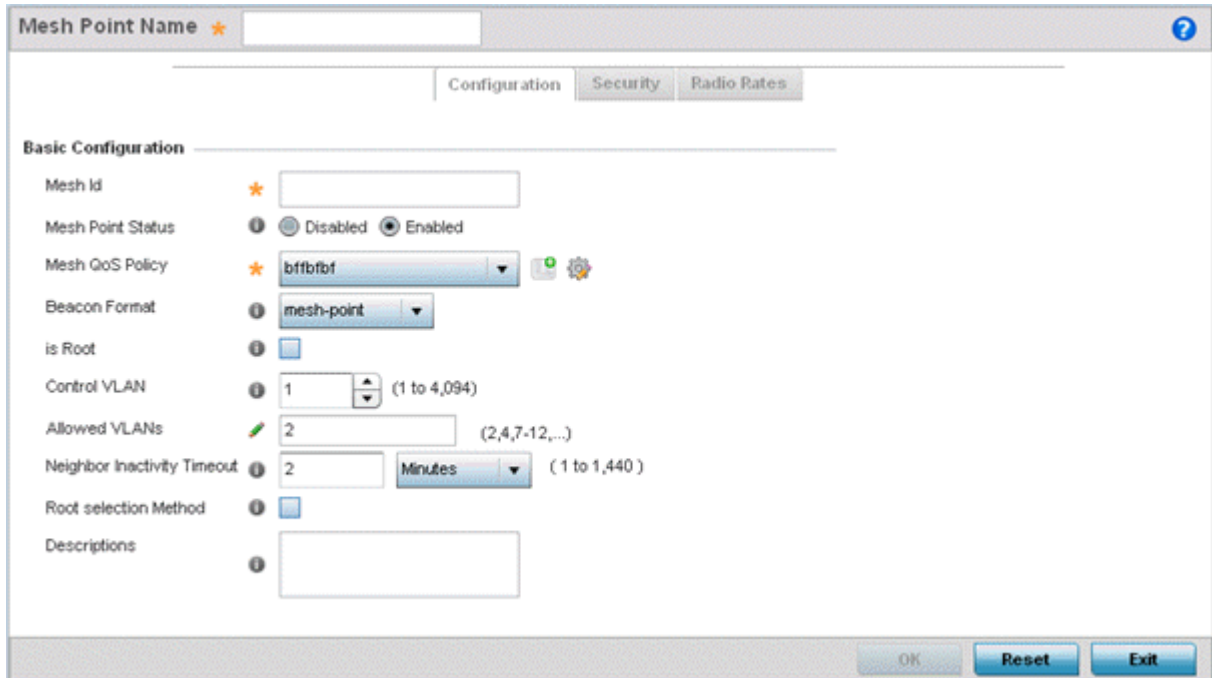 Mesh Point Name *
?
Configuration Security Radio Rates
Basic Configuration
Mesh Id *
Mesh Point Status Disabled Enabled
Mesh QoS Policy * bffbfbf
Beacon Format mesh-point
is Root
Control VLAN 1 (1 to 4,094)
Allowed VLANs 2 (2,4,7-12,...)
Neighbor Inactivity Timeout 2 Minutes ( 1 to 1,440 )
Root selection Method
Descriptions
OK Reset Exit